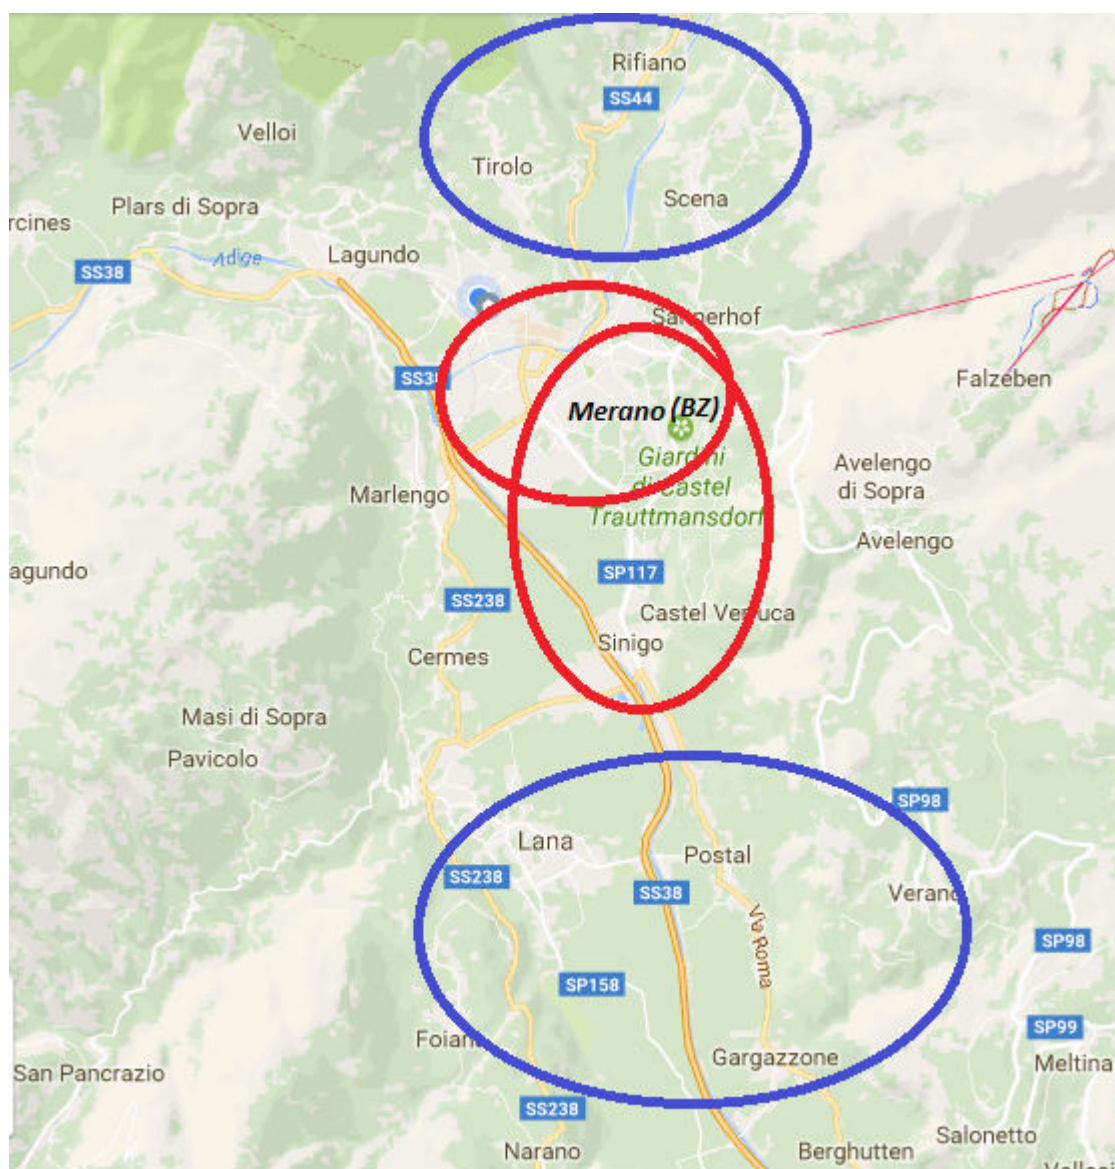 Rifiano
SS44
Velloi
Tirolo
Scena
Plars di Sopra
rcines
Lagundo
Adige
SS38
Sannerhof
SS38
Falzeben
Merano (BZ)
Giardini
di Castel
Trauttmansdorf
Avelengo
di Sopra
Marlengo
Avelengo
agundo
SP117
SS238
Castel Verruca
Sinigo
Cermes
Masi di Sopra
Pavicolo
SP98
Lana
Postal
SS238
SS38
Verano
Via Roma
SP98
SP158
SP99
Foiana
Gargazzone
Meltina
San Pancrazio
SS238
Salonetto
Narano
Berghutten